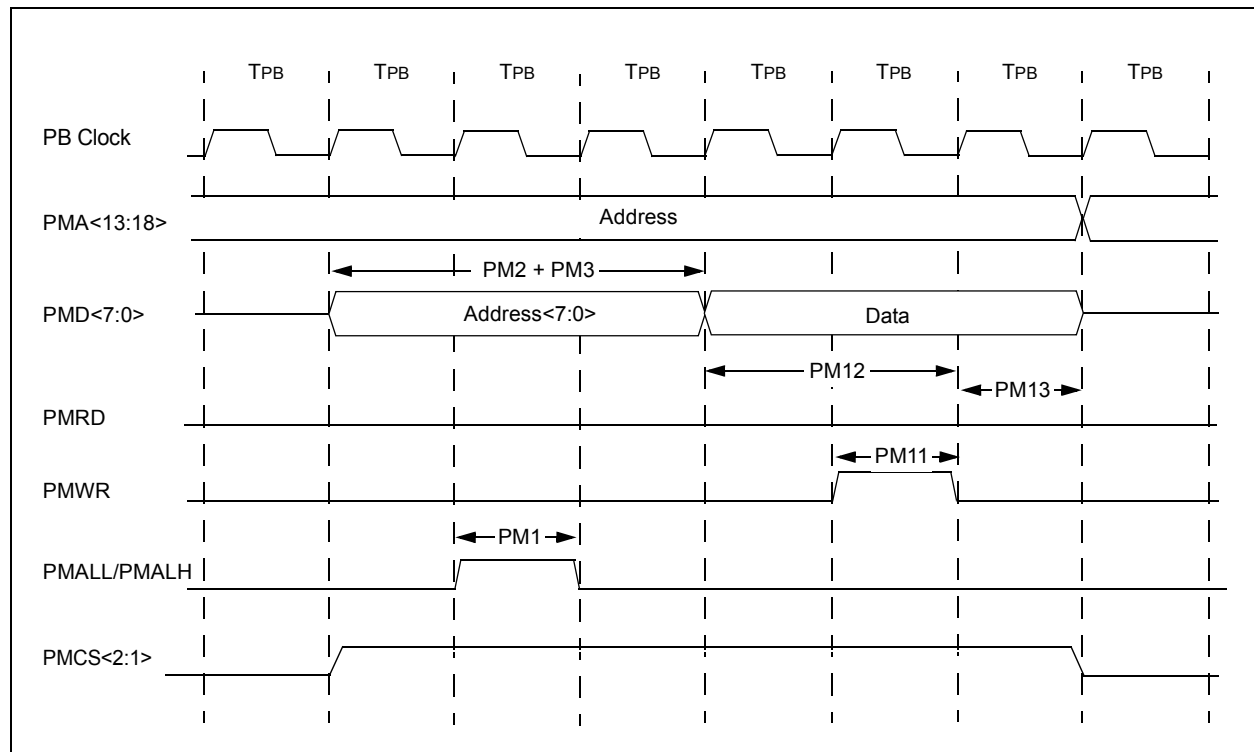 TPB TPB TPB TPB TPB TPB TPB TPB
PB Clock
PMA<13:18>
Address
PM2 + PM3
PMD<7:0>
Address<7:0>
Data
PM12
PM13
PMRD
PM11
PMWR
PM1
PMALL/PMALH
PMCS<2:1>